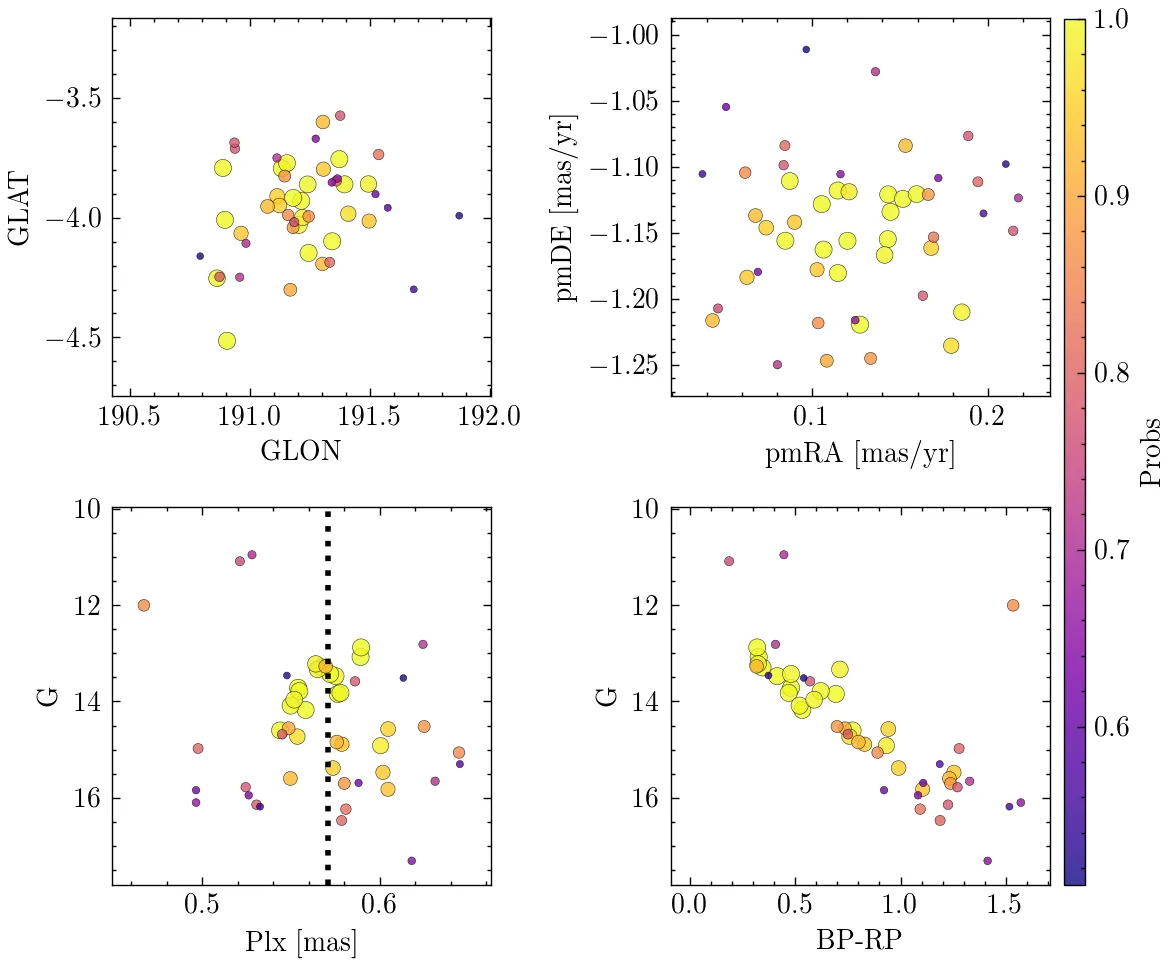 −3.5
−4.0
−4.5
GLAT
190.5 191.0 191.5 192.0
GLON
−1.00
−1.05
−1.10
−1.15
−1.20
−1.25
pmDE [mas/yr]
0.1 0.2
pmRA [mas/yr]
1.0
0.9
0.8
0.7
0.6
Probs
10
12
14
16
G
0.5 0.6
Plx [mas]
10
12
14
16
G
0.0 0.5 1.0 1.5
BP-RP